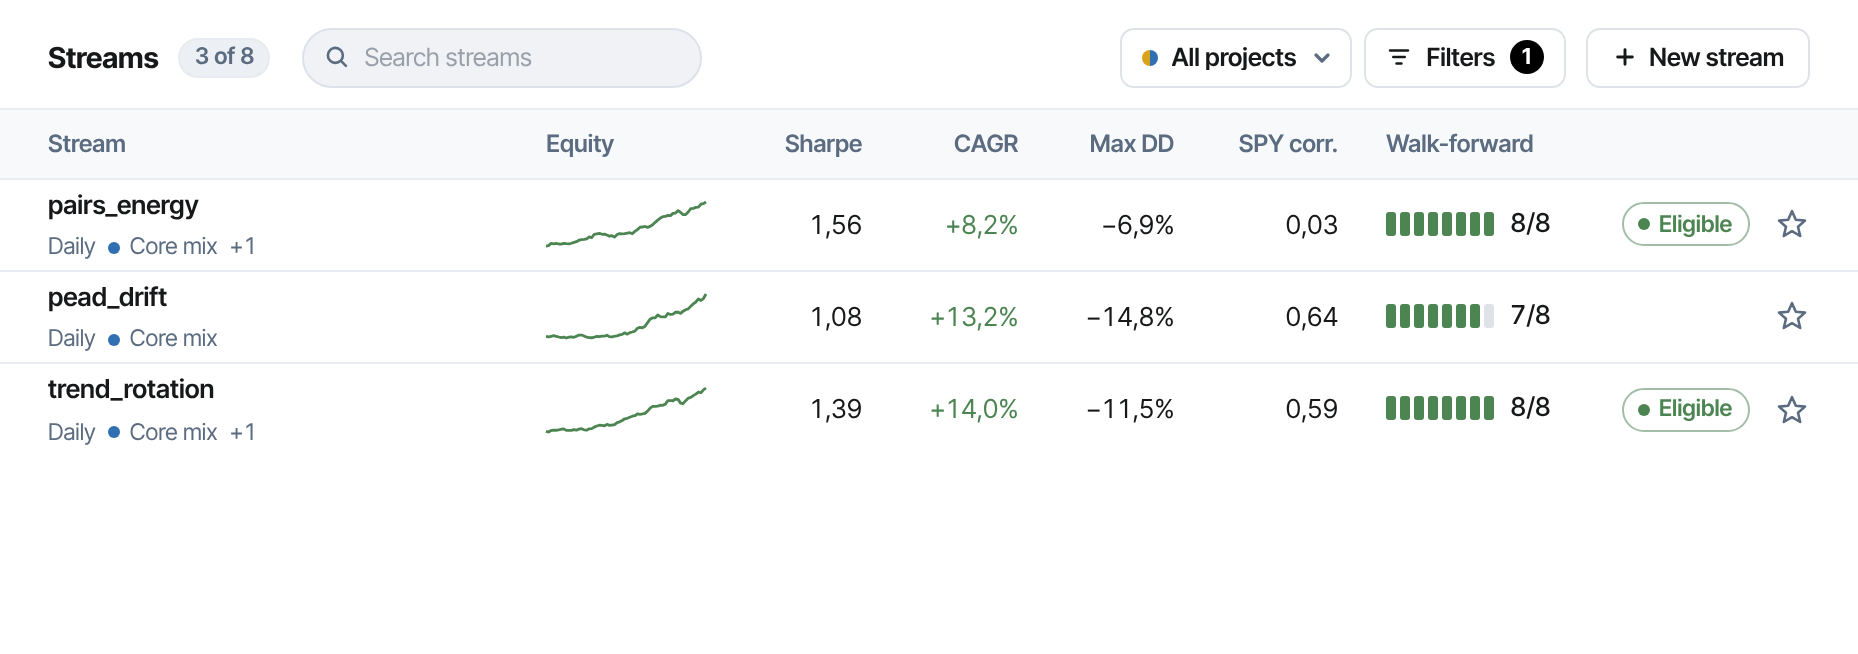 Streams 3 of 8 Search streams All projects Filters 1 New stream
Stream Equity Sharpe CAGR Max DD SPY corr. Walk-forward
pairs_energy
Daily Core mix +1
1,56 +8,2% −6,9% 0,03 8/8 Eligible
pead_drift
Daily Core mix
1,08 +13,2% −14,8% 0,64 7/8
trend_rotation
Daily Core mix +1
1,39 +14,0% −11,5% 0,59 8/8 Eligible